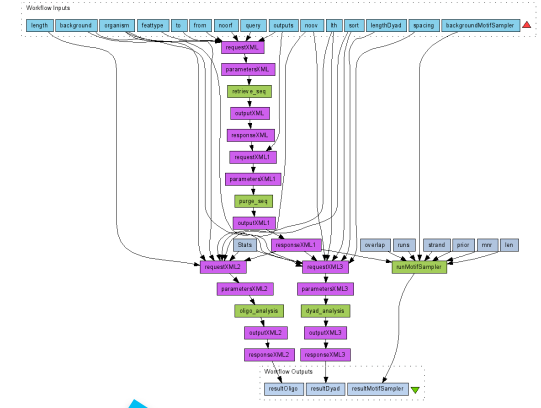 Workflow Inputs
length background organism feattype to from noorf query outputs noov lth sort lengthDyad spacing backgroundMotifSampler
requestXML
parametersXML
retrieve_seq
outputXML
responseXML
requestXML1
parametersXML1
purge_seq
outputXML1
Stats responseXML1 overlap runs strand prior mnr len
requestXML2 requestXML3 runMotifSampler
parametersXML2 parametersXML3
oligo_analysis dyad_analysis
outputXML2 outputXML3
responseXML2 responseXML3
Workflow Outputs
resultOligo resultDyad resultMotifSampler